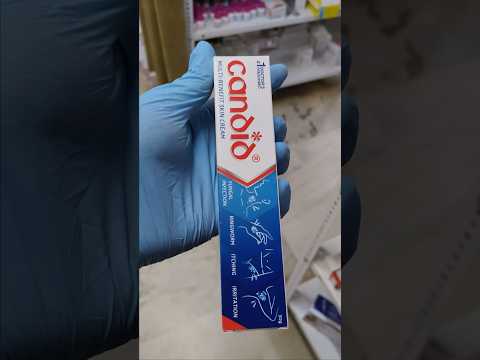 candid®
MULTI-BENEFIT SKIN CREAM
FUNGAL
INFECTION
RINGWORM
ITCHING
IRRITATION